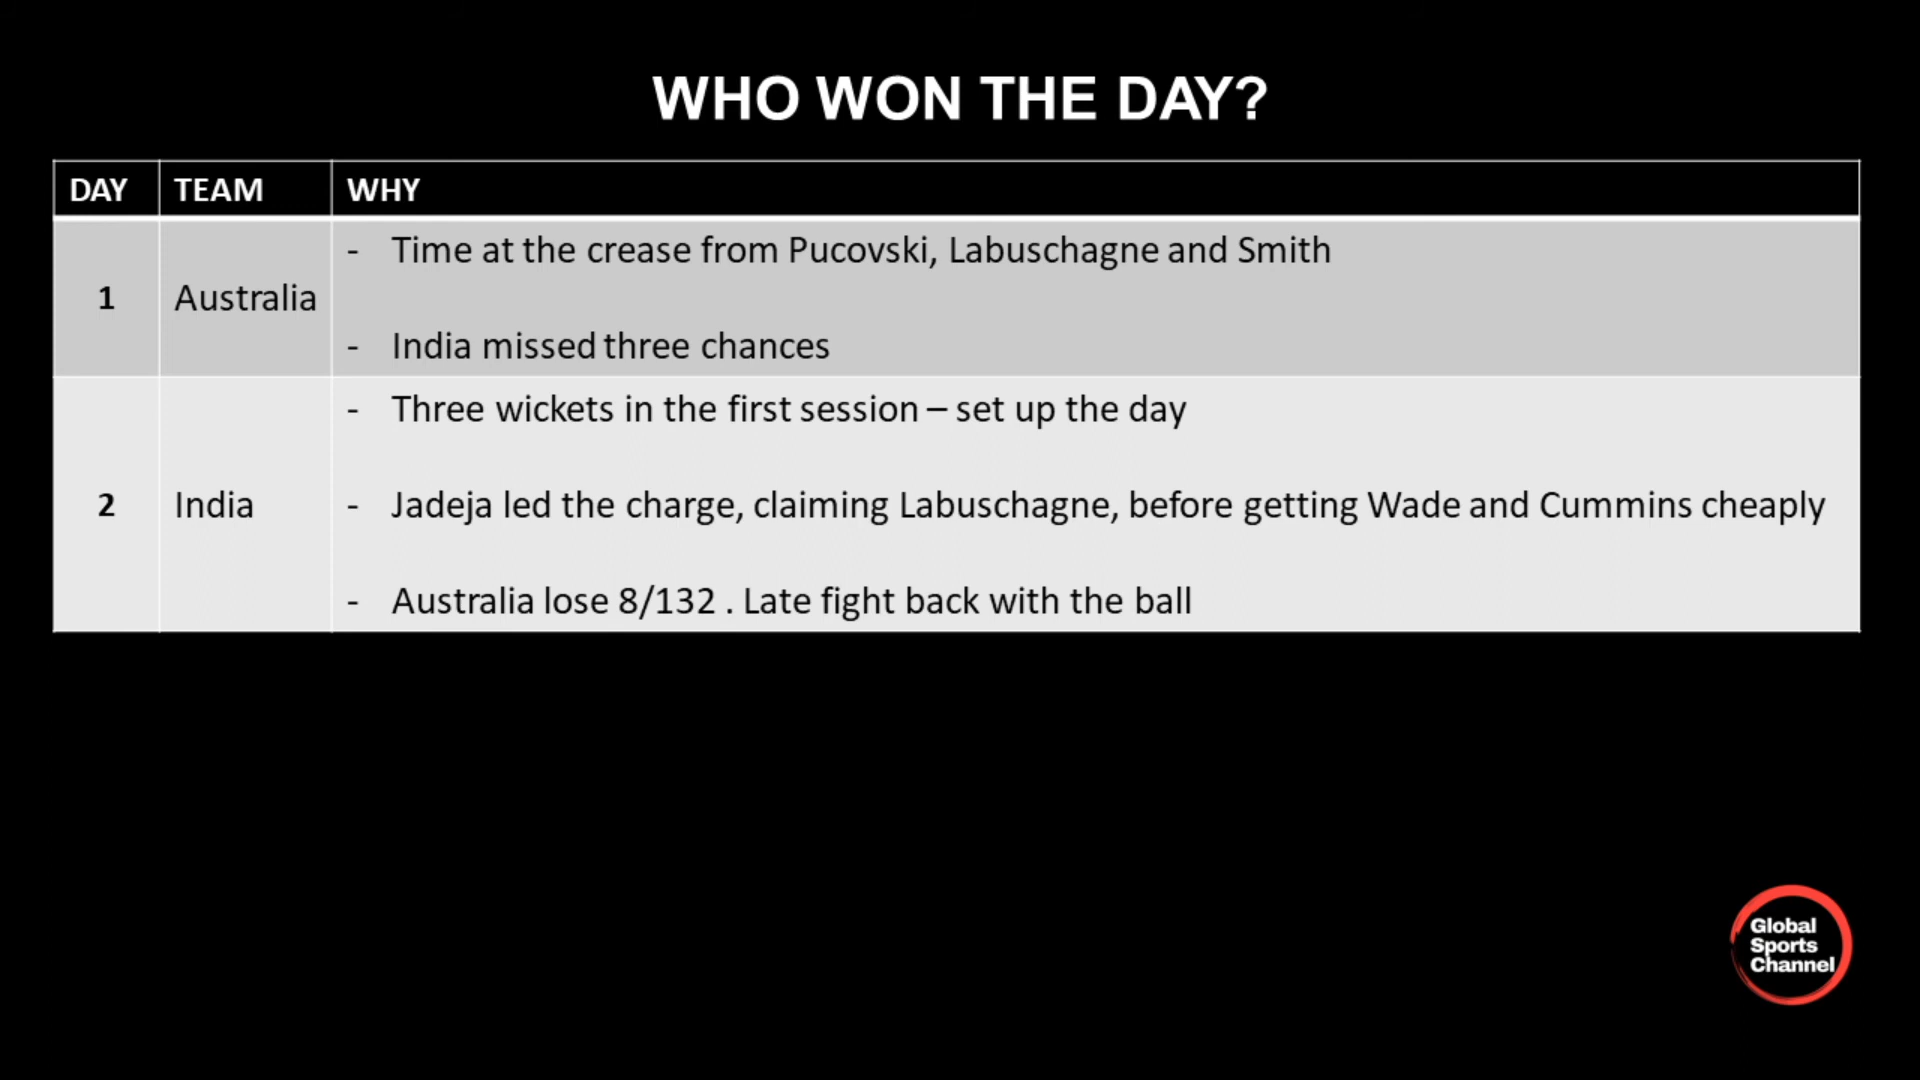 WHO WON THE DAY?
DAY TEAM WHY
1 Australia
- Time at the crease from Pucovski, Labuschagne and Smith
- India missed three chances
2 India
- Three wickets in the first session – set up the day
- Jadeja led the charge, claiming Labuschagne, before getting Wade and Cummins cheaply
- Australia lose 8/132 . Late fight back with the ball
Global
Sports
Channel